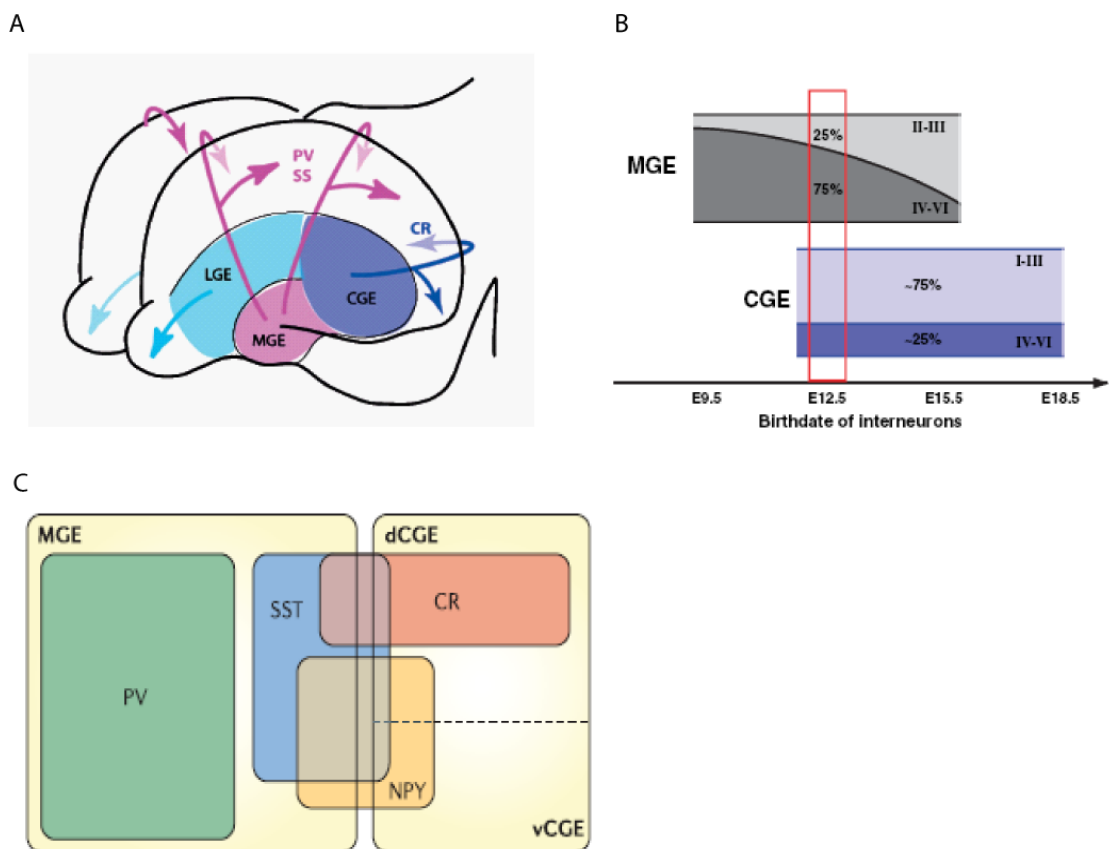 A
PV
SS
CR
LGE
CGE
MGE
B
MGE
25%
II-III
75%
IV-VI
CGE
I-III
~75%
~25%
IV-VI
E9.5 E12.5 E15.5 E18.5
Birthdate of interneurons
C
MGE
dCGE
SST
CR
PV
NPY
vCGE